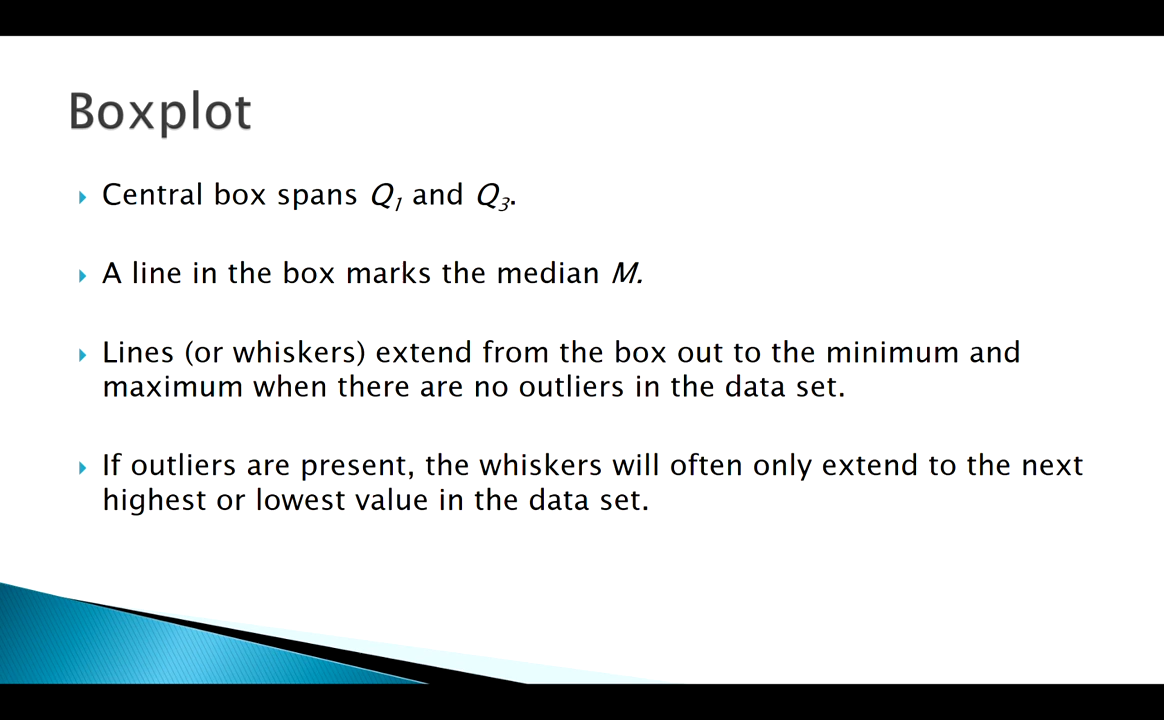 Boxplot
Central box spans Q1 and Q3.
A line in the box marks the median M.
Lines (or whiskers) extend from the box out to the minimum and
maximum when there are no outliers in the data set.
If outliers are present, the whiskers will often only extend to the next
highest or lowest value in the data set.